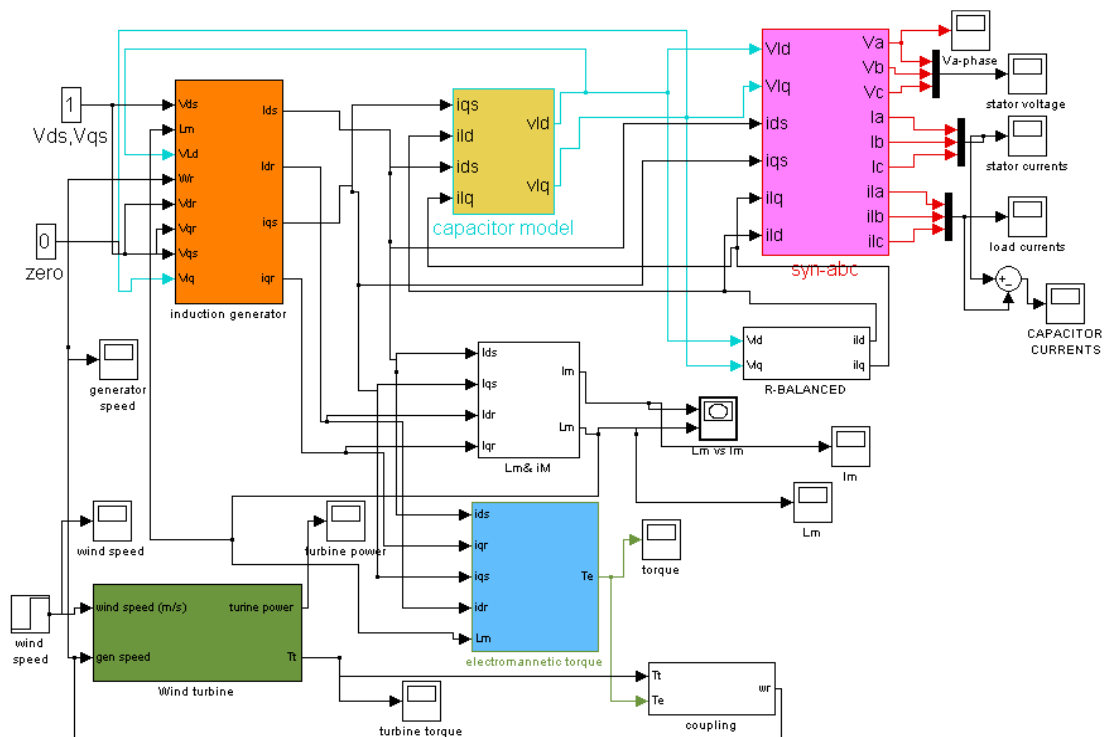 1
Vds,Vqs
0
zero
Vds
Lm
VLd
Wr
Vdr
Vqr
Vqs
Vlq
Ids
Idr
iqs
iqr
induction generator
iqs
ild
ids
ilq
vld
vlq
capacitor model
Vld
Vlq
ids
iqs
ilq
ild
Va
Vb
Vc
Ia
Ib
Ic
ila
ilb
ilc
syn-abc
Va-phase
stator voltage
stator currents
load currents
+
−
CAPACITOR
CURRENTS
Vld
Vlq
ild
ilq
R-BALANCED
generator
speed
Ids
Iqs
Idr
Iqr
Im
Lm
Lm& iM
Lm vs Im
Im
Lm
wind speed
turbine power
ids
iqr
iqs
idr
Lm
Te
electromannetic torque
torque
wind
speed
wind speed (m/s)
gen speed
turine power
Tt
Wind turbine
turbine torque
Tt
Te
wr
coupling